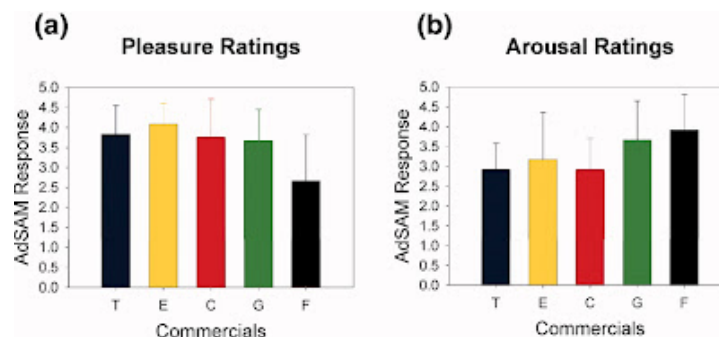 (a)
Pleasure Ratings
AdSAM Response
5.0
4.5
4.0
3.5
3.0
2.5
2.0
1.5
1.0
0.5
0.0
T E C G F
Commercials
(b)
Arousal Ratings
AdSAM Response
5.0
4.5
4.0
3.5
3.0
2.5
2.0
1.5
1.0
0.5
0.0
T E C G F
Commercials